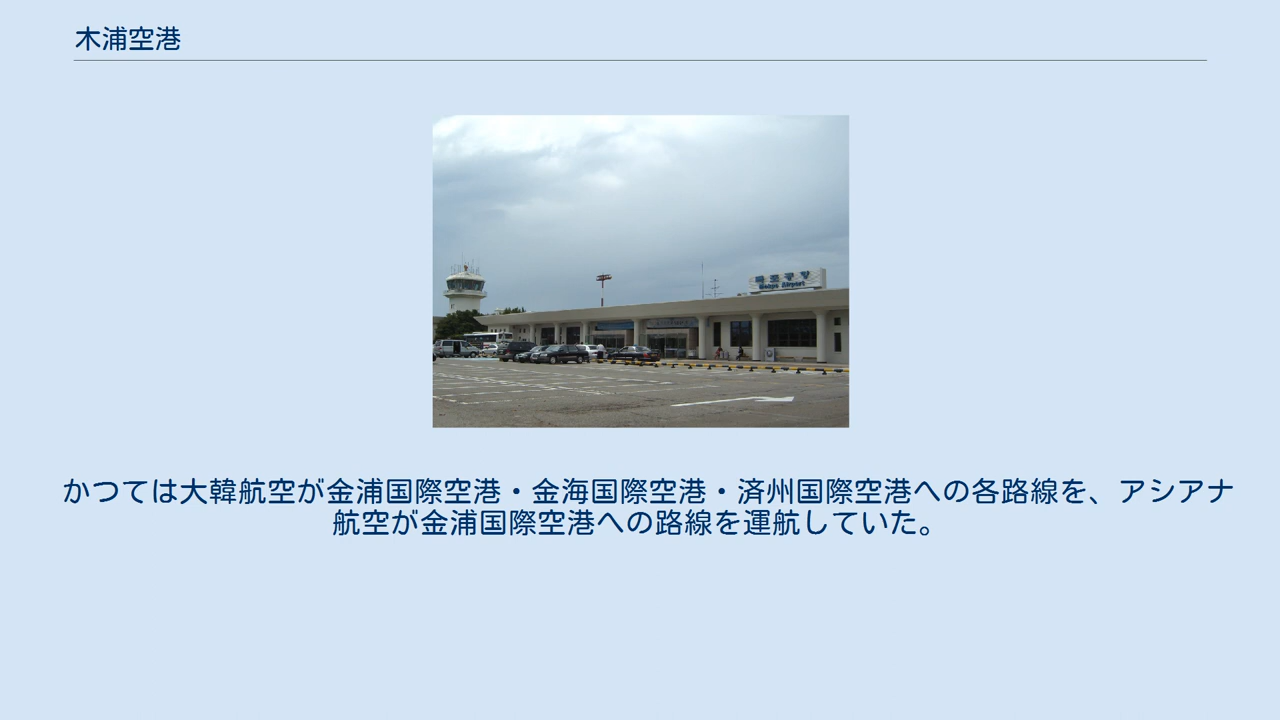 木浦空港
Mokpo Airport
かつては大韓航空が金浦国際空港・金海国際空港・済州国際空港への各路線を、アシアナ
航空が金浦国際空港への路線を運航していた。